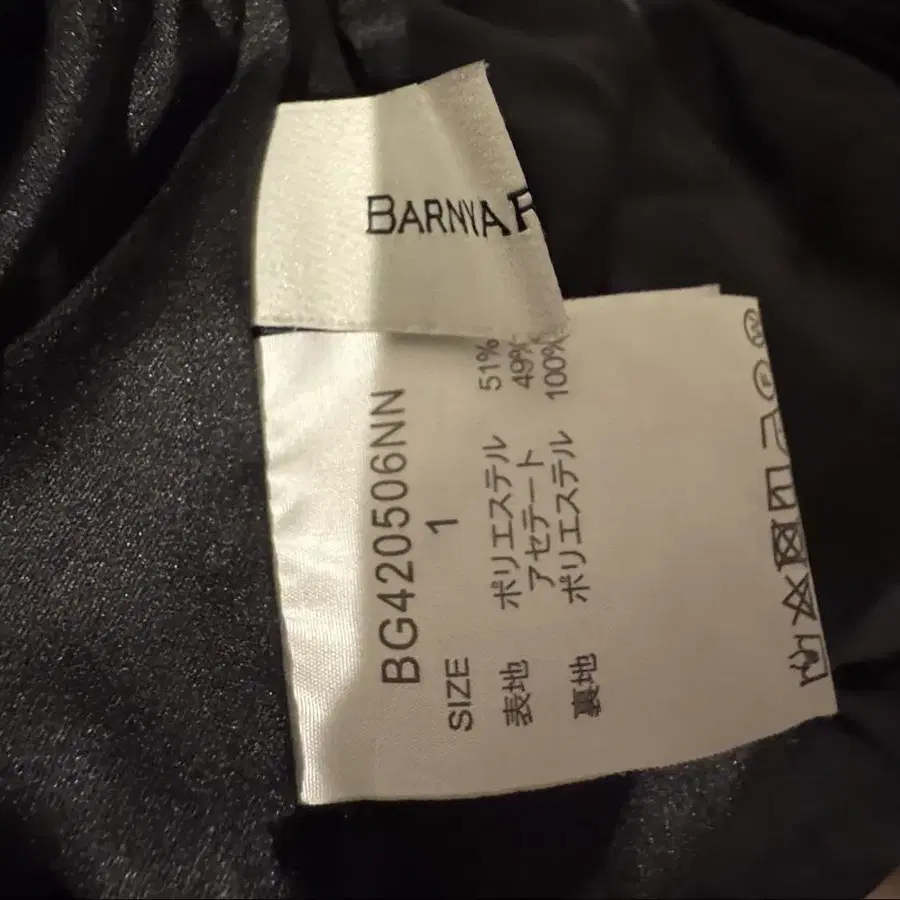 BARNYA
BG420506NN
SIZE 1
表地 ポリエステル 51%
アセテート 49%
裏地 ポリエステル 100%
W
F